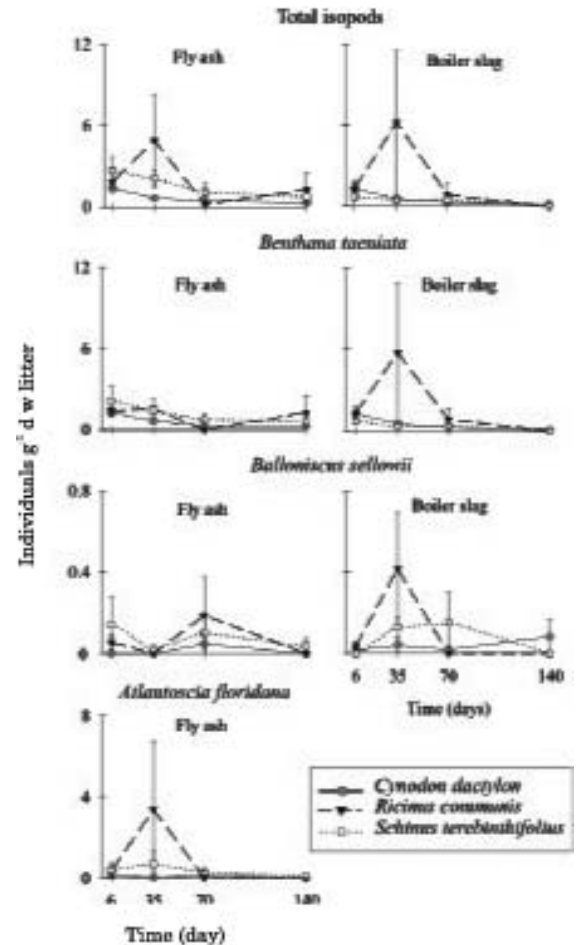 Total isopods
Fly ash
Boiler slag
12
6
0
Benthana taeniata
Fly ash
Boiler slag
12
6
0
Balloniscus sellowii
Fly ash
Boiler slag
0.8
0.4
0
6 35 70 140
Time (days)
Atlantoscia floridana
Fly ash
8
4
0
6 35 70 140
Time (day)
Individuals g⁻¹ d w litter
Cynodon dactylon
Ricima communis
Schinus terebinthifolius